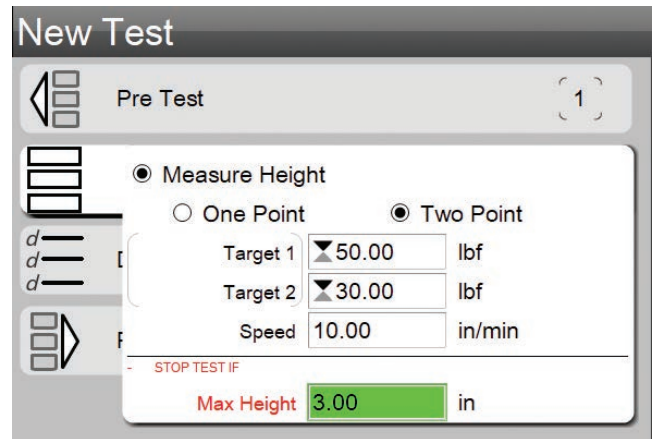 New Test
Pre Test 1
Measure Height
One Point Two Point
d
d
d
Target 1 50.00 lbf
Target 2 30.00 lbf
Speed 10.00 in/min
- STOP TEST IF
Max Height 3.00 in